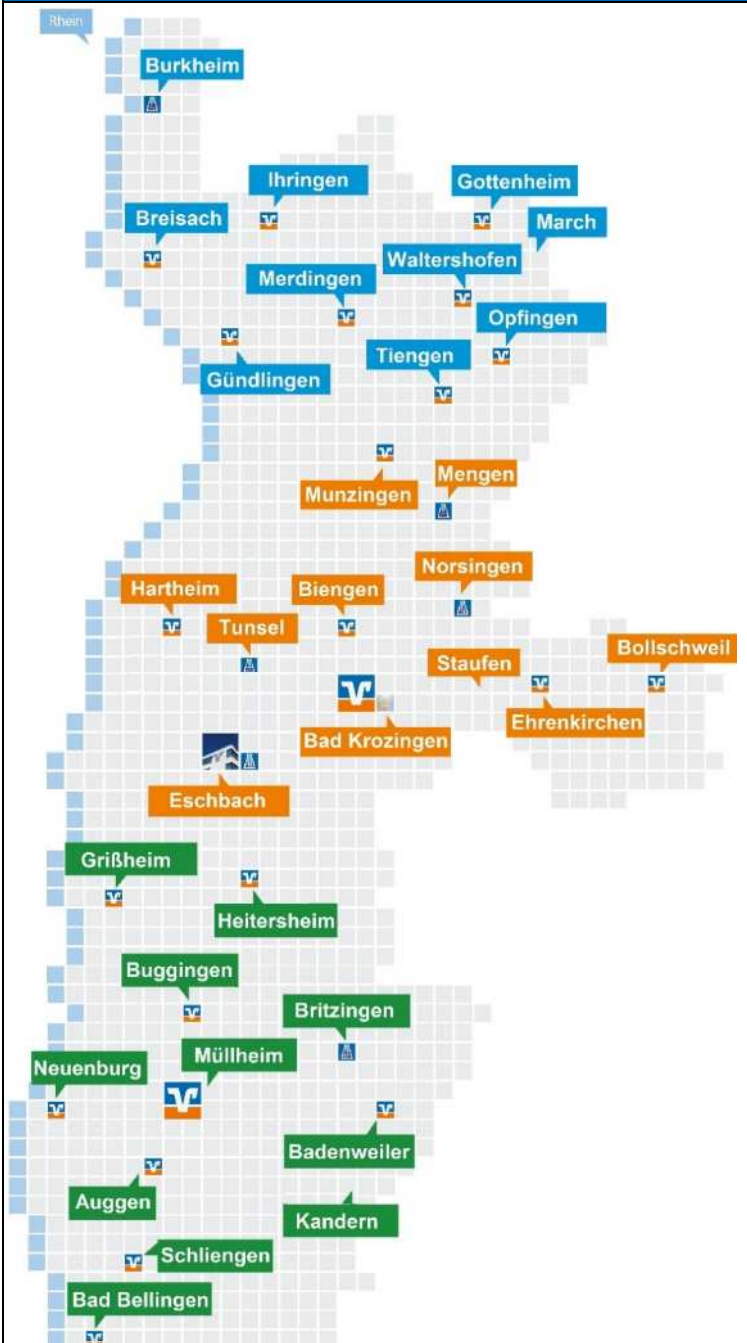 Rhein
Burkheim
Ihringen
Gottenheim
Breisach
March
Waltershofen
Merdingen
Opfingen
Tiengen
Gündlingen
Mengen
Munzingen
Norsingen
Hartheim
Biengen
Tunsel
Bollschweil
Staufen
Ehrenkirchen
Bad Krozingen
Eschbach
Grißheim
Heitersheim
Buggingen
Britzingen
Müllheim
Neuenburg
Badenweiler
Auggen
Kandern
Schliengen
Bad Bellingen